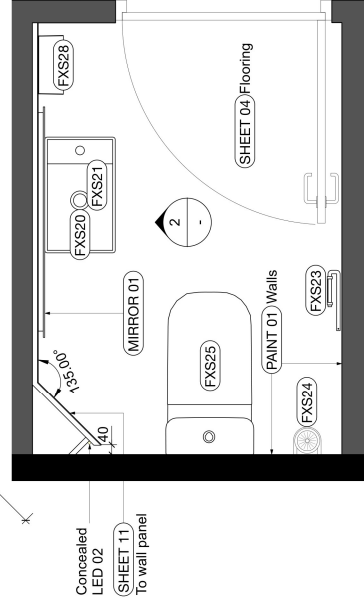 FXS28
FXS20
FXS21
SHEET 04 Flooring
2
-
MIRROR 01
135.00°
FXS25
PAINT 01 Walls
FXS23
FXS24
40
Concealed
LED 02
SHEET 11
To wall panel